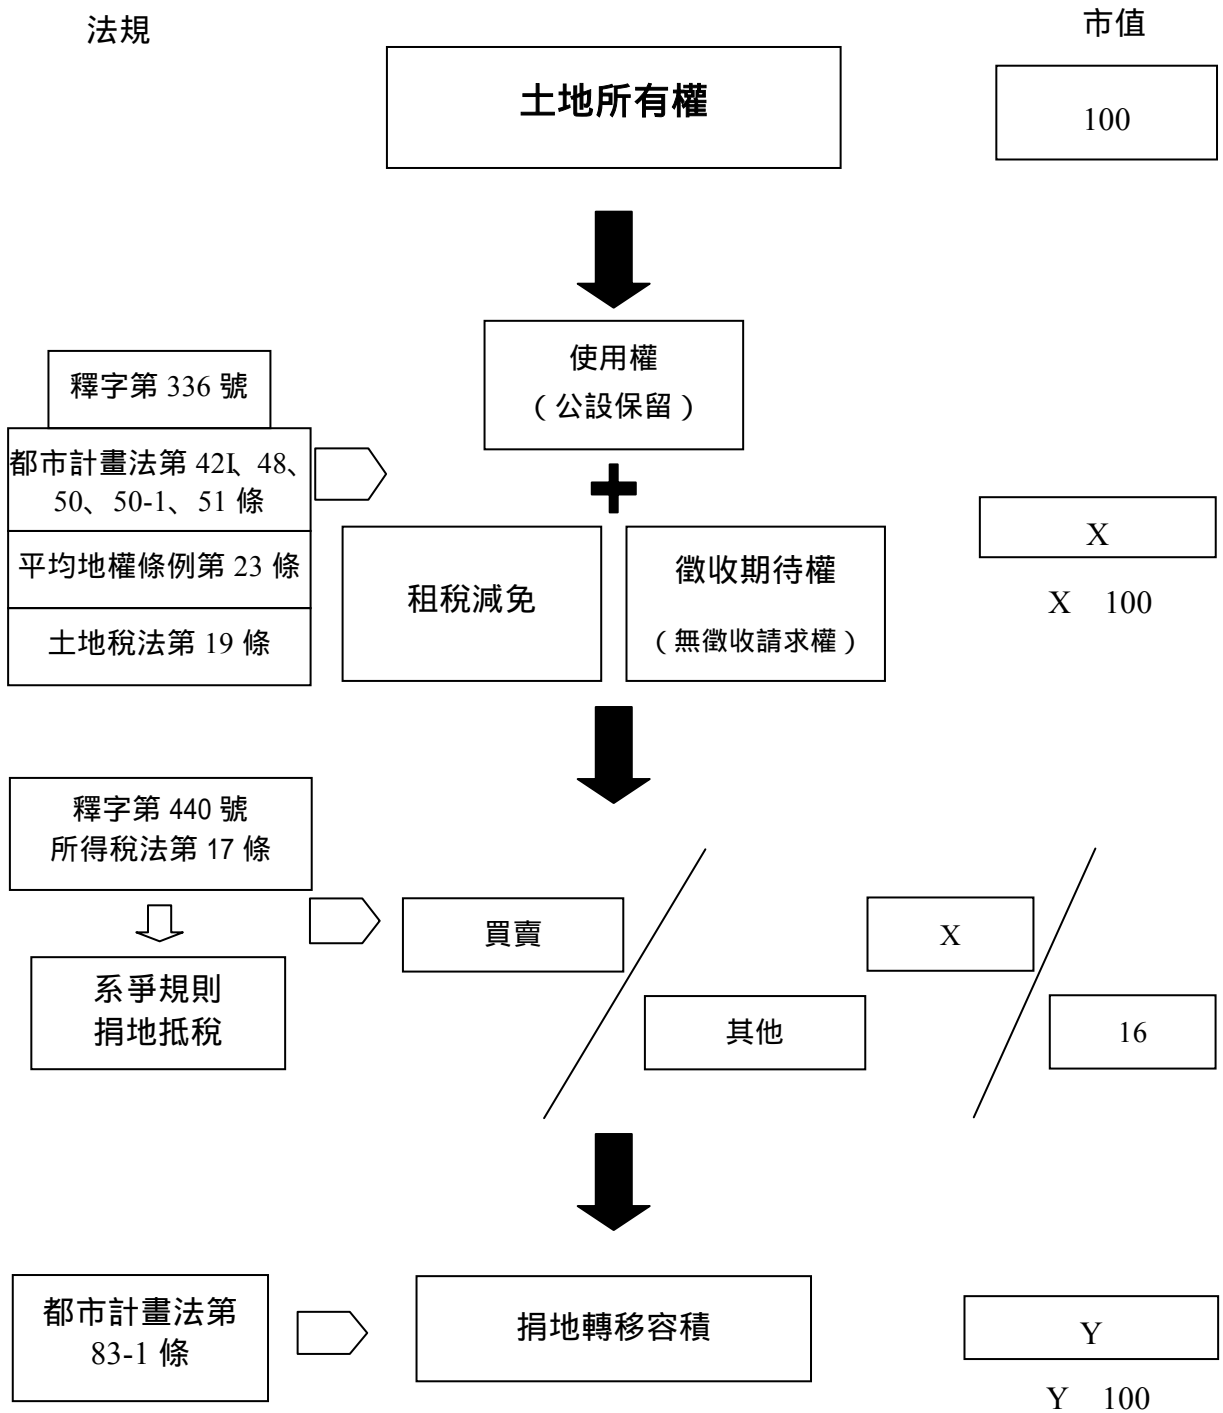 法規
市值
土地所有權
100
使用權
（公設保留）
釋字第 336 號
都市計畫法第 42I、48、
50、50-1、51 條
平均地權條例第 23 條
土地稅法第 19 條
租稅減免
徵收期待權
（無徵收請求權）
X
X 100
釋字第 440 號
所得稅法第 17 條
系爭規則
捐地抵稅
買賣
其他
X
16
都市計畫法第
83-1 條
捐地轉移容積
Y
Y 100